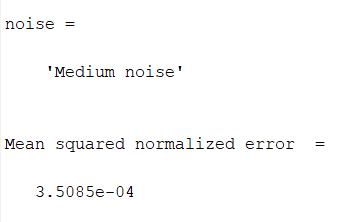 noise =
'Medium noise'
Mean squared normalized error  =
3.5085e-04